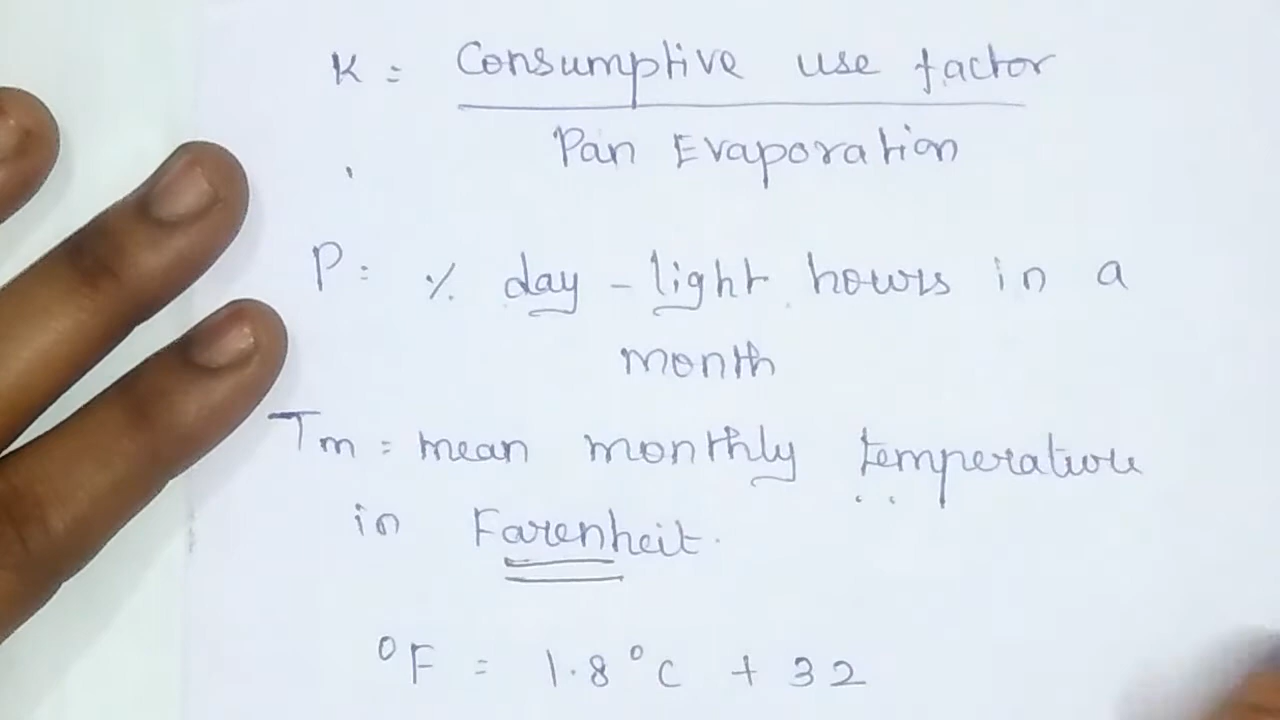 K = Consumptive use factor
Pan Evaporation
P = % day - light hours in a
month
Tm = mean monthly temperature
in Farenheit.
°F = 1.8 °C + 32